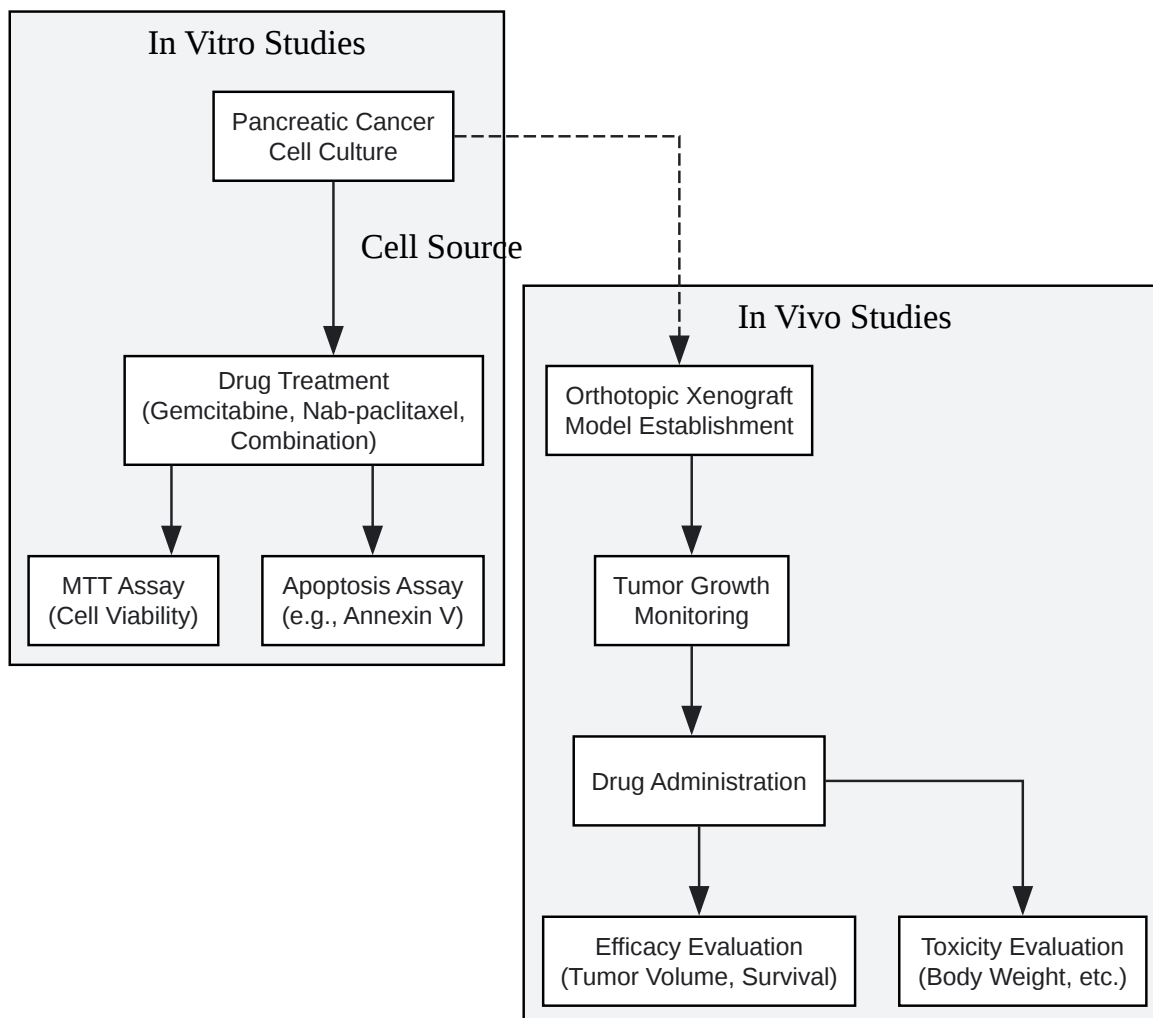 In Vitro Studies
Pancreatic Cancer
Cell Culture
Cell Source
Drug Treatment
(Gemcitabine, Nab-paclitaxel,
Combination)
MTT Assay
(Cell Viability)
Apoptosis Assay
(e.g., Annexin V)
In Vivo Studies
Orthotopic Xenograft
Model Establishment
Tumor Growth
Monitoring
Drug Administration
Efficacy Evaluation
(Tumor Volume, Survival)
Toxicity Evaluation
(Body Weight, etc.)